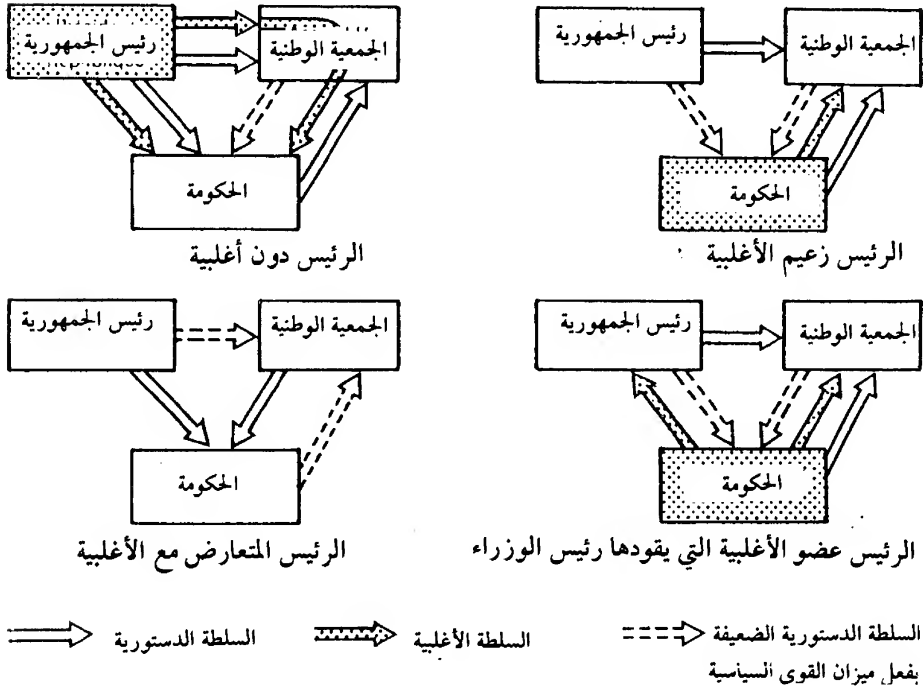 رئيس الجمهورية
الجمعية الوطنية
الحكومة
الرئيس دون أغلبية
رئيس الجمهورية
الجمعية الوطنية
الحكومة
الرئيس زعيم الأغلبية
رئيس الجمهورية
الجمعية الوطنية
الحكومة
الرئيس المتعارض مع الأغلبية
رئيس الجمهورية
الجمعية الوطنية
الحكومة
الرئيس عضو الأغلبية التي يقودها رئيس الوزراء
السلطة الدستورية
السلطة الأغلبية
السلطة الدستورية الضعيفة
بفعل ميزان القوى السياسية